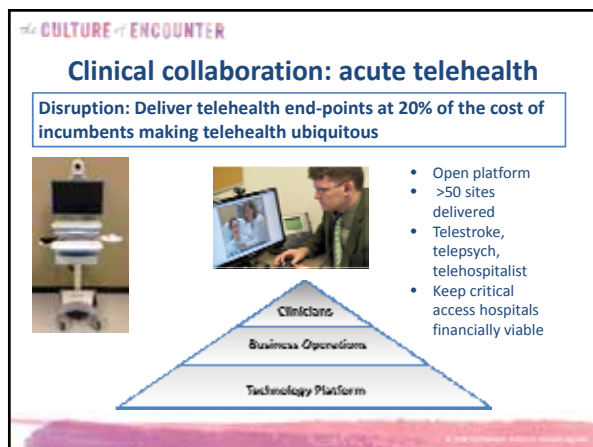 the CULTURE of ENCOUNTER
Clinical collaboration: acute telehealth
Disruption: Deliver telehealth end-points at 20% of the cost of
incumbents making telehealth ubiquitous
• Open platform
• >50 sites
delivered
• Telestroke,
telepsych,
telehospitalist
• Keep critical
access hospitals
financially viable
Clinicians
Business Operations
Technology Platform